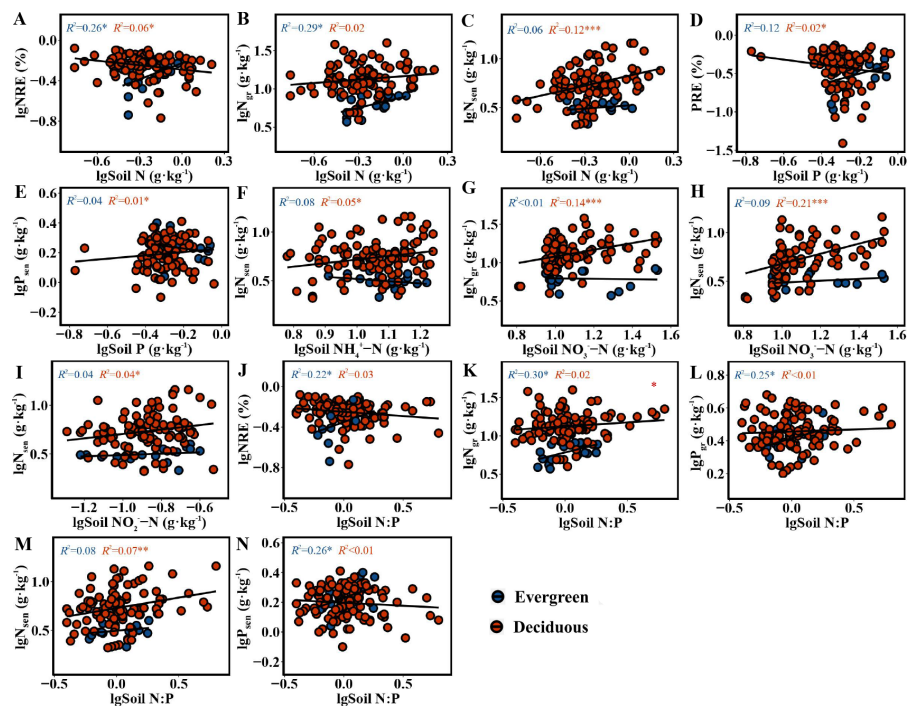 A
R²=0.26* R²=0.06*
lgNRE (%)
0.0
-0.4
-0.8
-0.6 -0.3 0.0 0.3
lgSoil N (g·kg⁻¹)
B
R²=0.29* R²=0.02
lgNgr (g·kg⁻¹)
1.5
1.0
0.5
-0.6 -0.3 0.0
lgSoil N (g·kg⁻¹)
C
R²=0.06 R²=0.12***
lgNsen (g·kg⁻¹)
1.0
0.5
-0.6 -0.3 0.0
lgSoil N (g·kg⁻¹)
D
R²=0.12 R²=0.02*
PRE (%)
0.0
-0.5
-1.0
-1.5
-0.8 -0.6 -0.4 -0.2 0.0
lgSoil P (g·kg⁻¹)
E
R²=0.04 R²=0.01*
lgPsen (g·kg⁻¹)
0.6
0.4
0.2
0.0
-0.2
-0.8 -0.6 -0.4 -0.2 0.0
lgSoil P (g·kg⁻¹)
F
R²=0.08 R²=0.05*
lgNsen (g·kg⁻¹)
1.0
0.5
0.8 0.9 1.0 1.1 1.2
lgSoil NH₄⁺−N (g·kg⁻¹)
G
R²<0.01 R²=0.14***
lgNgr (g·kg⁻¹)
1.5
1.0
0.5
0.8 1.0 1.2 1.4
lgSoil NO₃⁻−N (g·kg⁻¹)
H
R²=0.09 R²=0.21***
lgNsen (g·kg⁻¹)
1.0
0.5
0.8 1.0 1.2 1.4 1.6
lgSoil NO₃⁻−N (g·kg⁻¹)
I
R²=0.04 R²=0.04*
lgNsen (g·kg⁻¹)
1.0
0.5
-1.2 -1.0 -0.8 -0.6
lgSoil NO₂⁻−N (g·kg⁻¹)
J
R²=0.22* R²=0.03
lgNRE (%)
0.0
-0.4
-0.8
-0.5 0.0 0.5
lgSoil N:P
K
R²=0.30* R²=0.02
*
lgNgr (g·kg⁻¹)
1.5
1.0
0.5
-0.5 0.0 0.5
lgSoil N:P
L
R²=0.25* R²<0.01
lgPgr (g·kg⁻¹)
0.8
0.6
0.4
0.2
-0.5 0.0 0.5
lgSoil N:P
M
R²=0.08 R²=0.07**
lgNsen (g·kg⁻¹)
1.0
0.5
-0.5 0.0 0.5
lgSoil N:P
N
R²=0.26* R²<0.01
lgPsen (g·kg⁻¹)
0.4
0.2
0.0
-0.2
-0.5 0.0 0.5
lgSoil N:P
Evergreen
Deciduous